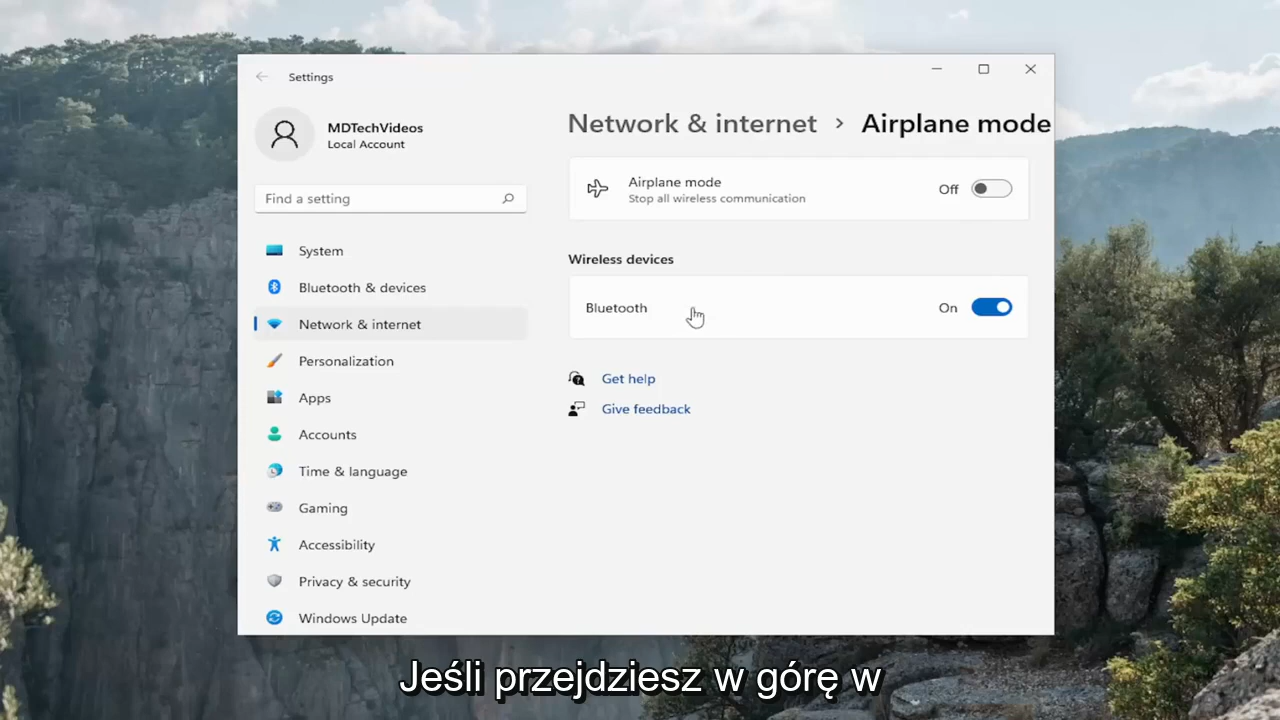 Settings
MDTechVideos
Local Account
Find a setting
System
Bluetooth & devices
Network & internet
Personalization
Apps
Accounts
Time & language
Gaming
Accessibility
Privacy & security
Windows Update
Network & internet › Airplane mode
Airplane mode
Stop all wireless communication
Off
Wireless devices
Bluetooth
On
Get help
Give feedback
Jeśli przejdziesz w górę w